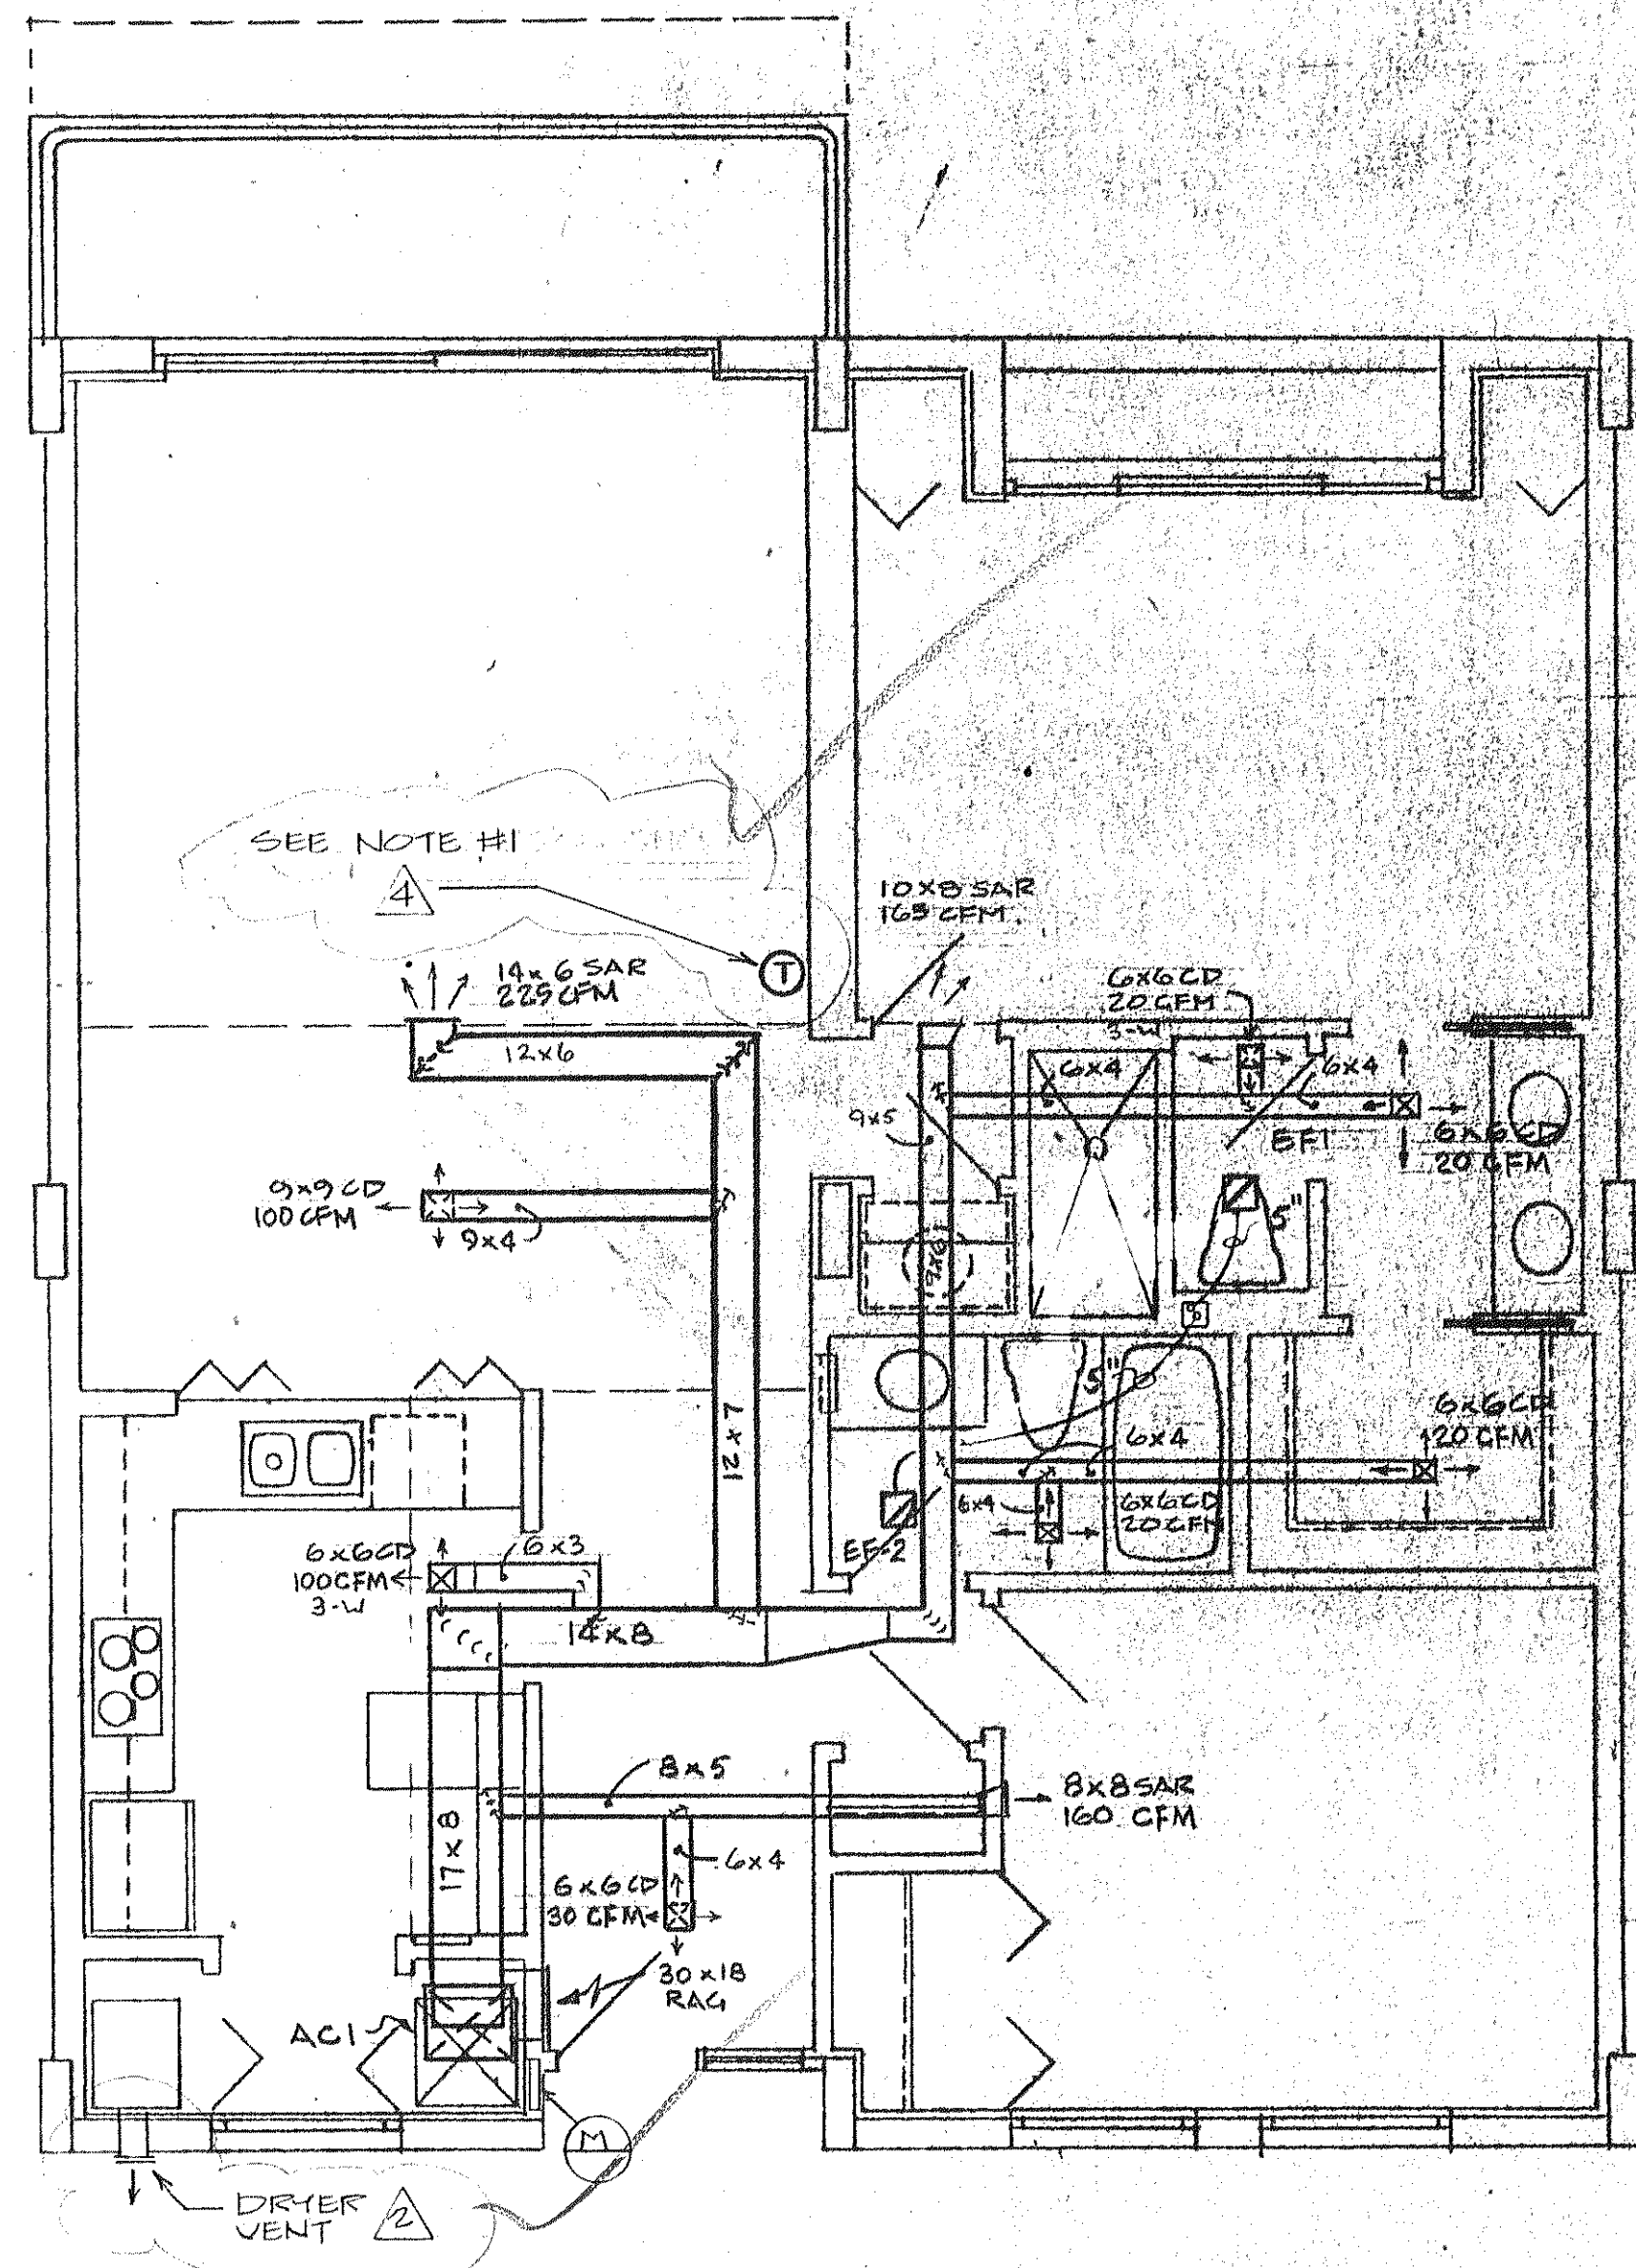 SEE NOTE #1
4
T
10x8 SAR
165 CFM.
14x6 SAR
225 CFM
12x6
6x6 CD
20 CFM
3-W
6x4
6x4
9x5
EF1
6x6 CD
20 CFM
9x9 CD
100 CFM
9x4
5"
9x6
S
12x7
5"
6x6 CD
20 CFM
6x4
6x4
6x6 CD
20 CFM
EF-2
6x6 CD
100 CFM
3-W
6x3
14x8
8x5
8x8 SAR
160 CFM
17x8
6x4
6x6 CD
30 CFM
30x18
RAG
AC1
M
DRYER
VENT
2